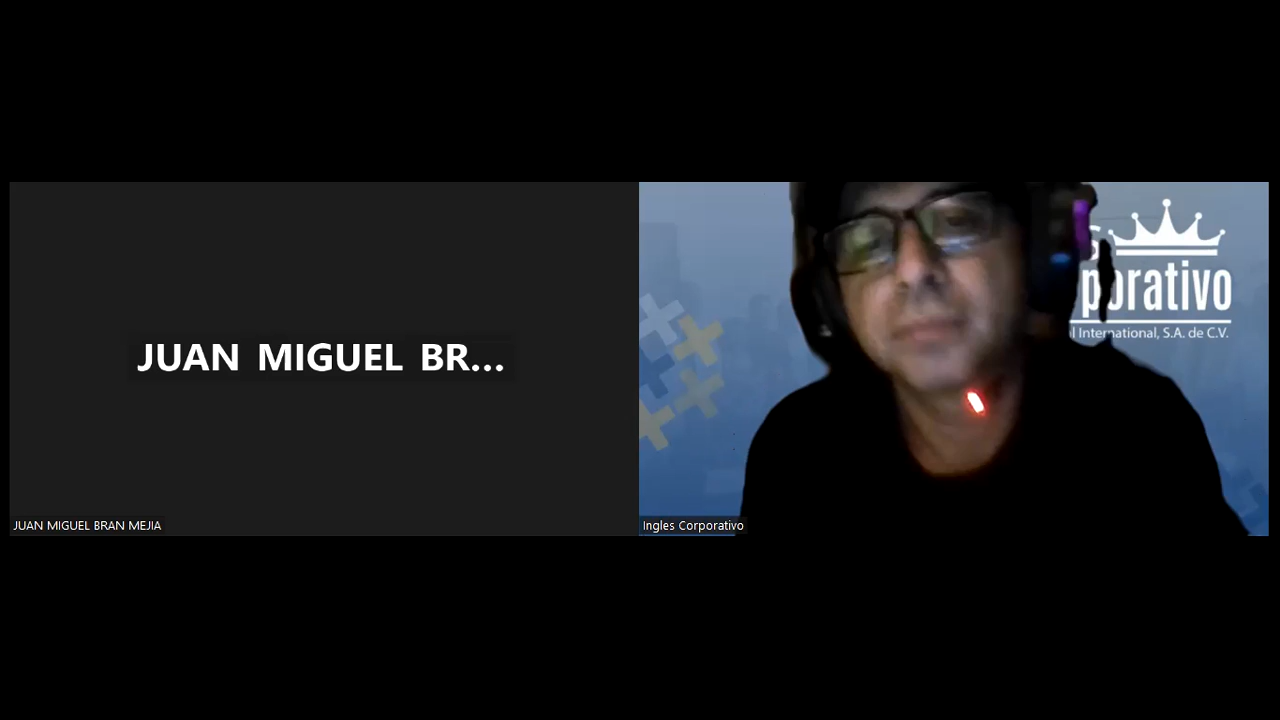 JUAN MIGUEL BR...
JUAN MIGUEL BRAN MEJIA
S
porativo
l International, S.A. de C.V.
Ingles Corporativo